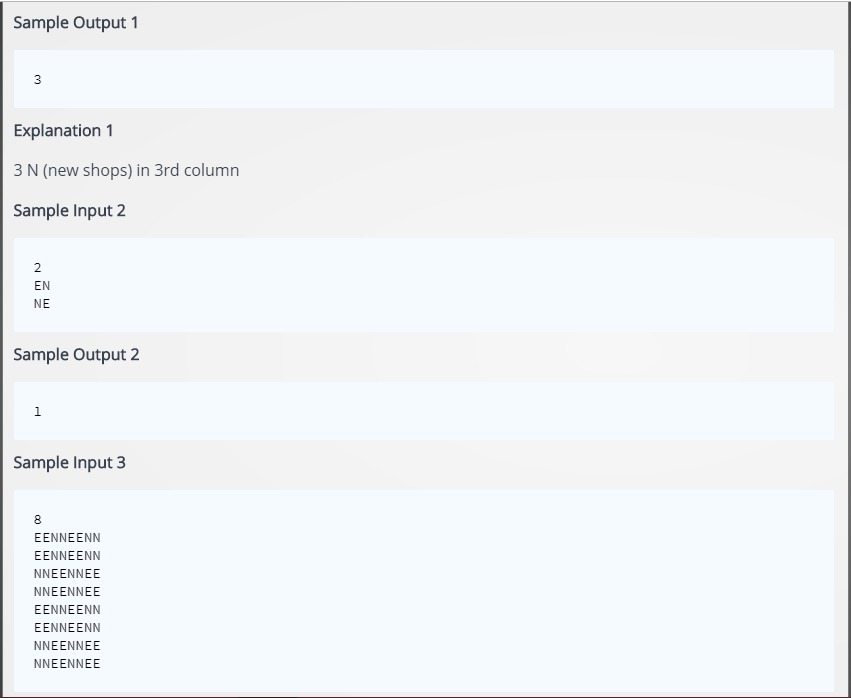 Sample Output 1
3
Explanation 1
3 N (new shops) in 3rd column
Sample Input 2
2
EN
NE
Sample Output 2
1
Sample Input 3
8
EENNEENN
EENNEENN
NNEENNEE
NNEENNEE
EENNEENN
EENNEENN
NNEENNEE
NNEENNEE